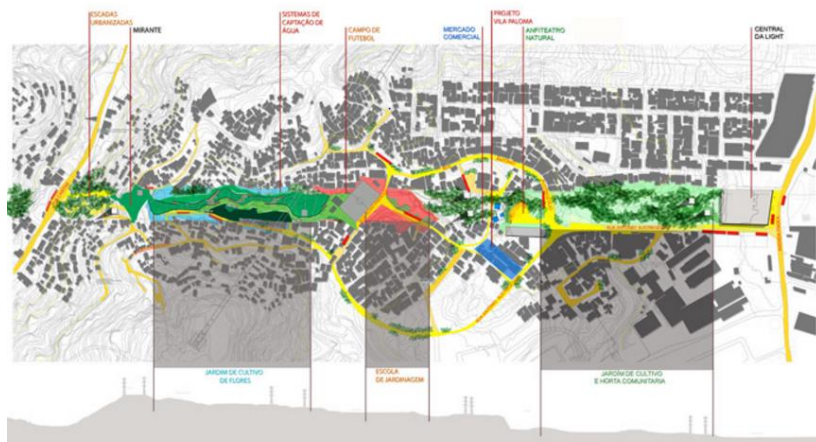 ESCADAS
URBANIZADAS
MIRANTE
SISTEMAS DE
CAPTAÇÃO DE
ÁGUA
CAMPO DE
FUTEBOL
MERCADO
COMERCIAL
PROJETO
VILA PALOMA
ANFITEATRO
NATURAL
CENTRAL
DA LIGHT
JARDIM DE CULTIVO
DE FLORES
ESCOLA
DE JARDINAGEM
JARDIM DE CULTIVO
E HORTA COMUNITARIA